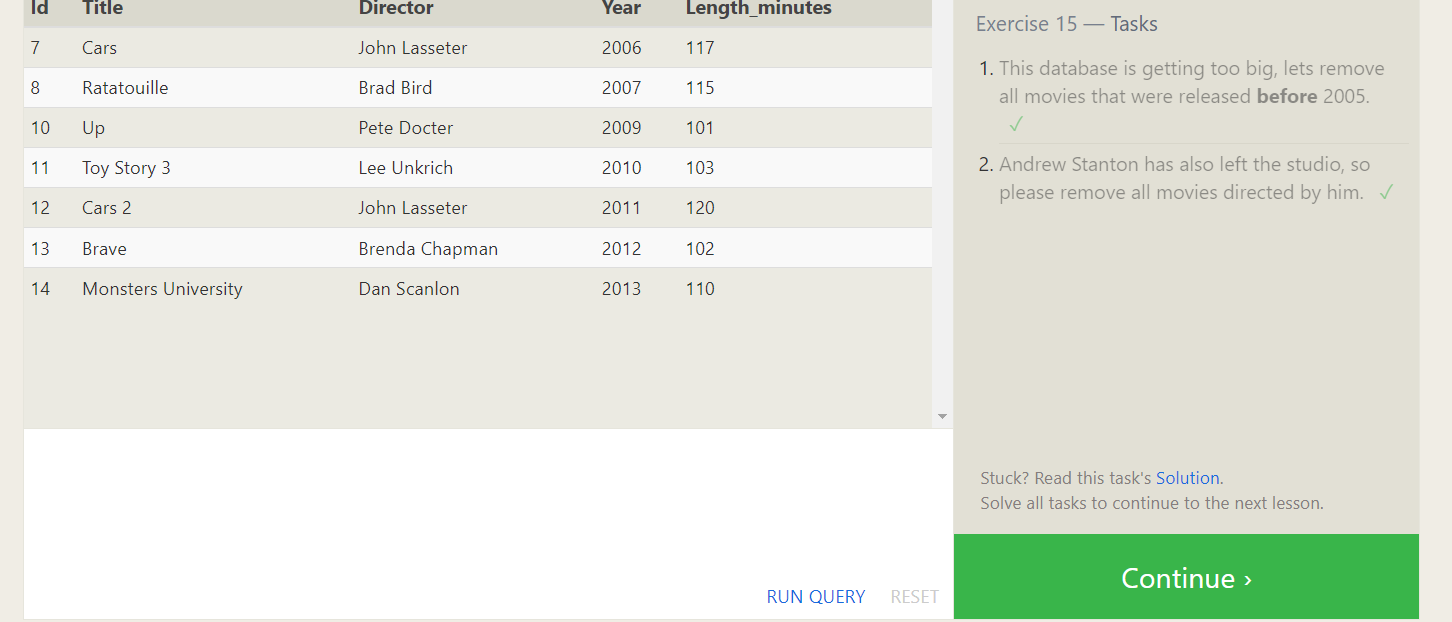 Id Title Director Year Length_minutes
7 Cars John Lasseter 2006 117
8 Ratatouille Brad Bird 2007 115
10 Up Pete Docter 2009 101
11 Toy Story 3 Lee Unkrich 2010 103
12 Cars 2 John Lasseter 2011 120
13 Brave Brenda Chapman 2012 102
14 Monsters University Dan Scanlon 2013 110
RUN QUERY RESET
Exercise 15 — Tasks
1. This database is getting too big, lets remove
all movies that were released before 2005.
✓
2. Andrew Stanton has also left the studio, so
please remove all movies directed by him. ✓
Stuck? Read this task's Solution.
Solve all tasks to continue to the next lesson.
Continue ›